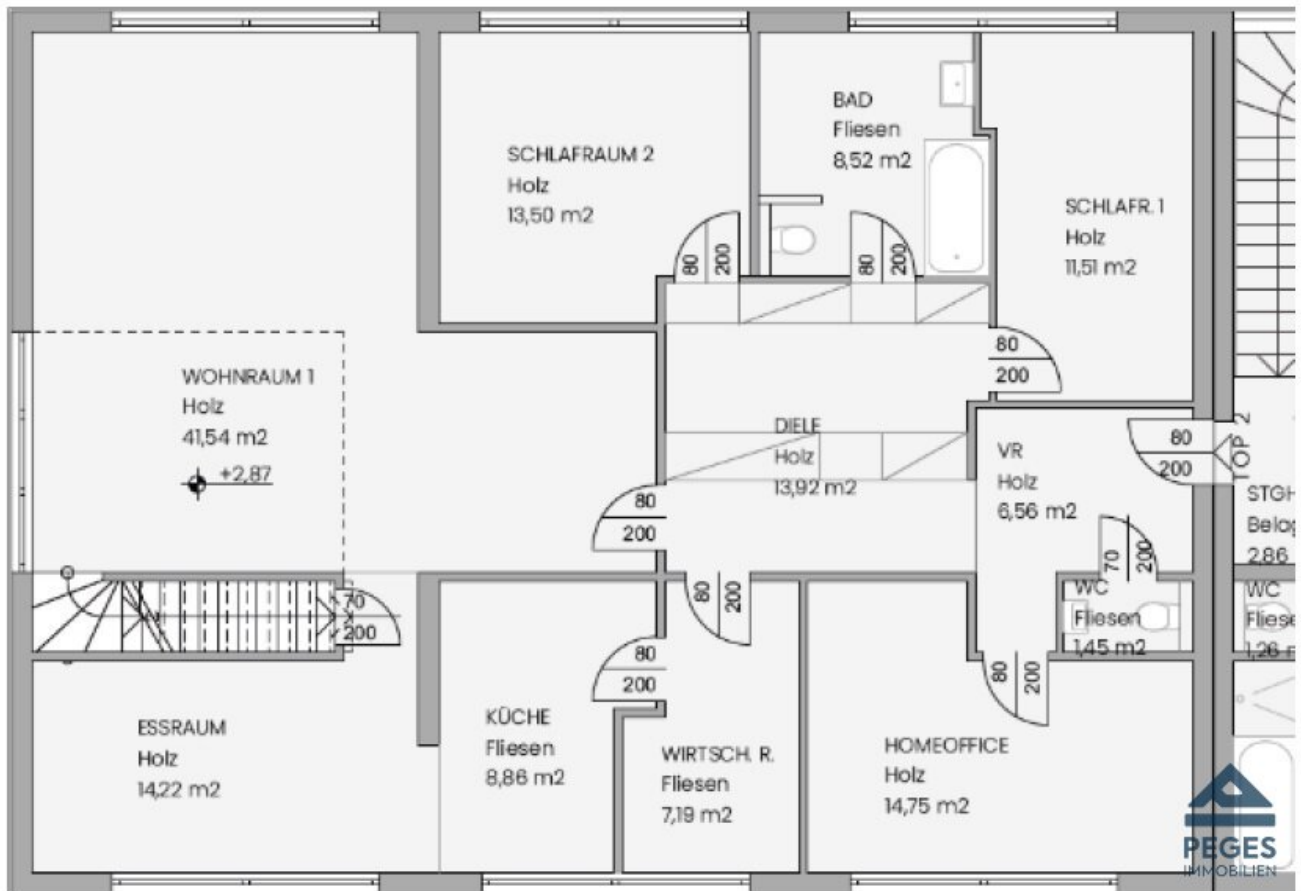 BAD
Fliesen
8,52 m2
SCHLAFRAUM 2
Holz
13,50 m2
SCHLAFR. 1
Holz
11,51 m2
80
200
80
200
80
200
WOHNRAUM 1
Holz
41,54 m2
+2,87
DIELE
Holz
13,92 m2
VR
Holz
6,56 m2
80
200
TOP 2
80
200
70
200
2,86
80
200
WC
Fliesen
1,45 m2
WC
70
200
80
200
80
200
ESSRAUM
Holz
14,22 m2
KÜCHE
Fliesen
8,86 m2
WIRTSCH. R.
Fliesen
7,19 m2
HOMEOFFICE
Holz
14,75 m2
PEGES
IMMOBILIEN